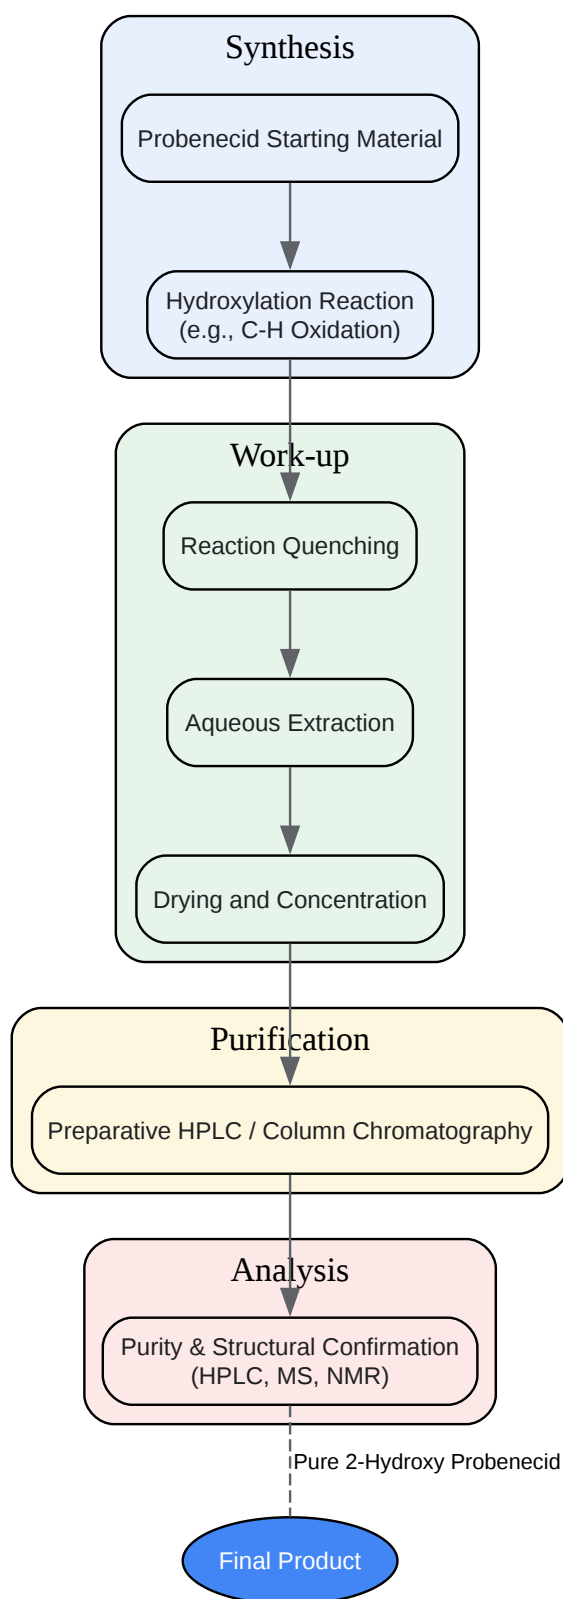 Synthesis
Probenecid Starting Material
Hydroxylation Reaction
(e.g., C-H Oxidation)
Work-up
Reaction Quenching
Aqueous Extraction
Drying and Concentration
Purification
Preparative HPLC / Column Chromatography
Analysis
Purity & Structural Confirmation
(HPLC, MS, NMR)
Pure 2-Hydroxy Probenecid
Final Product